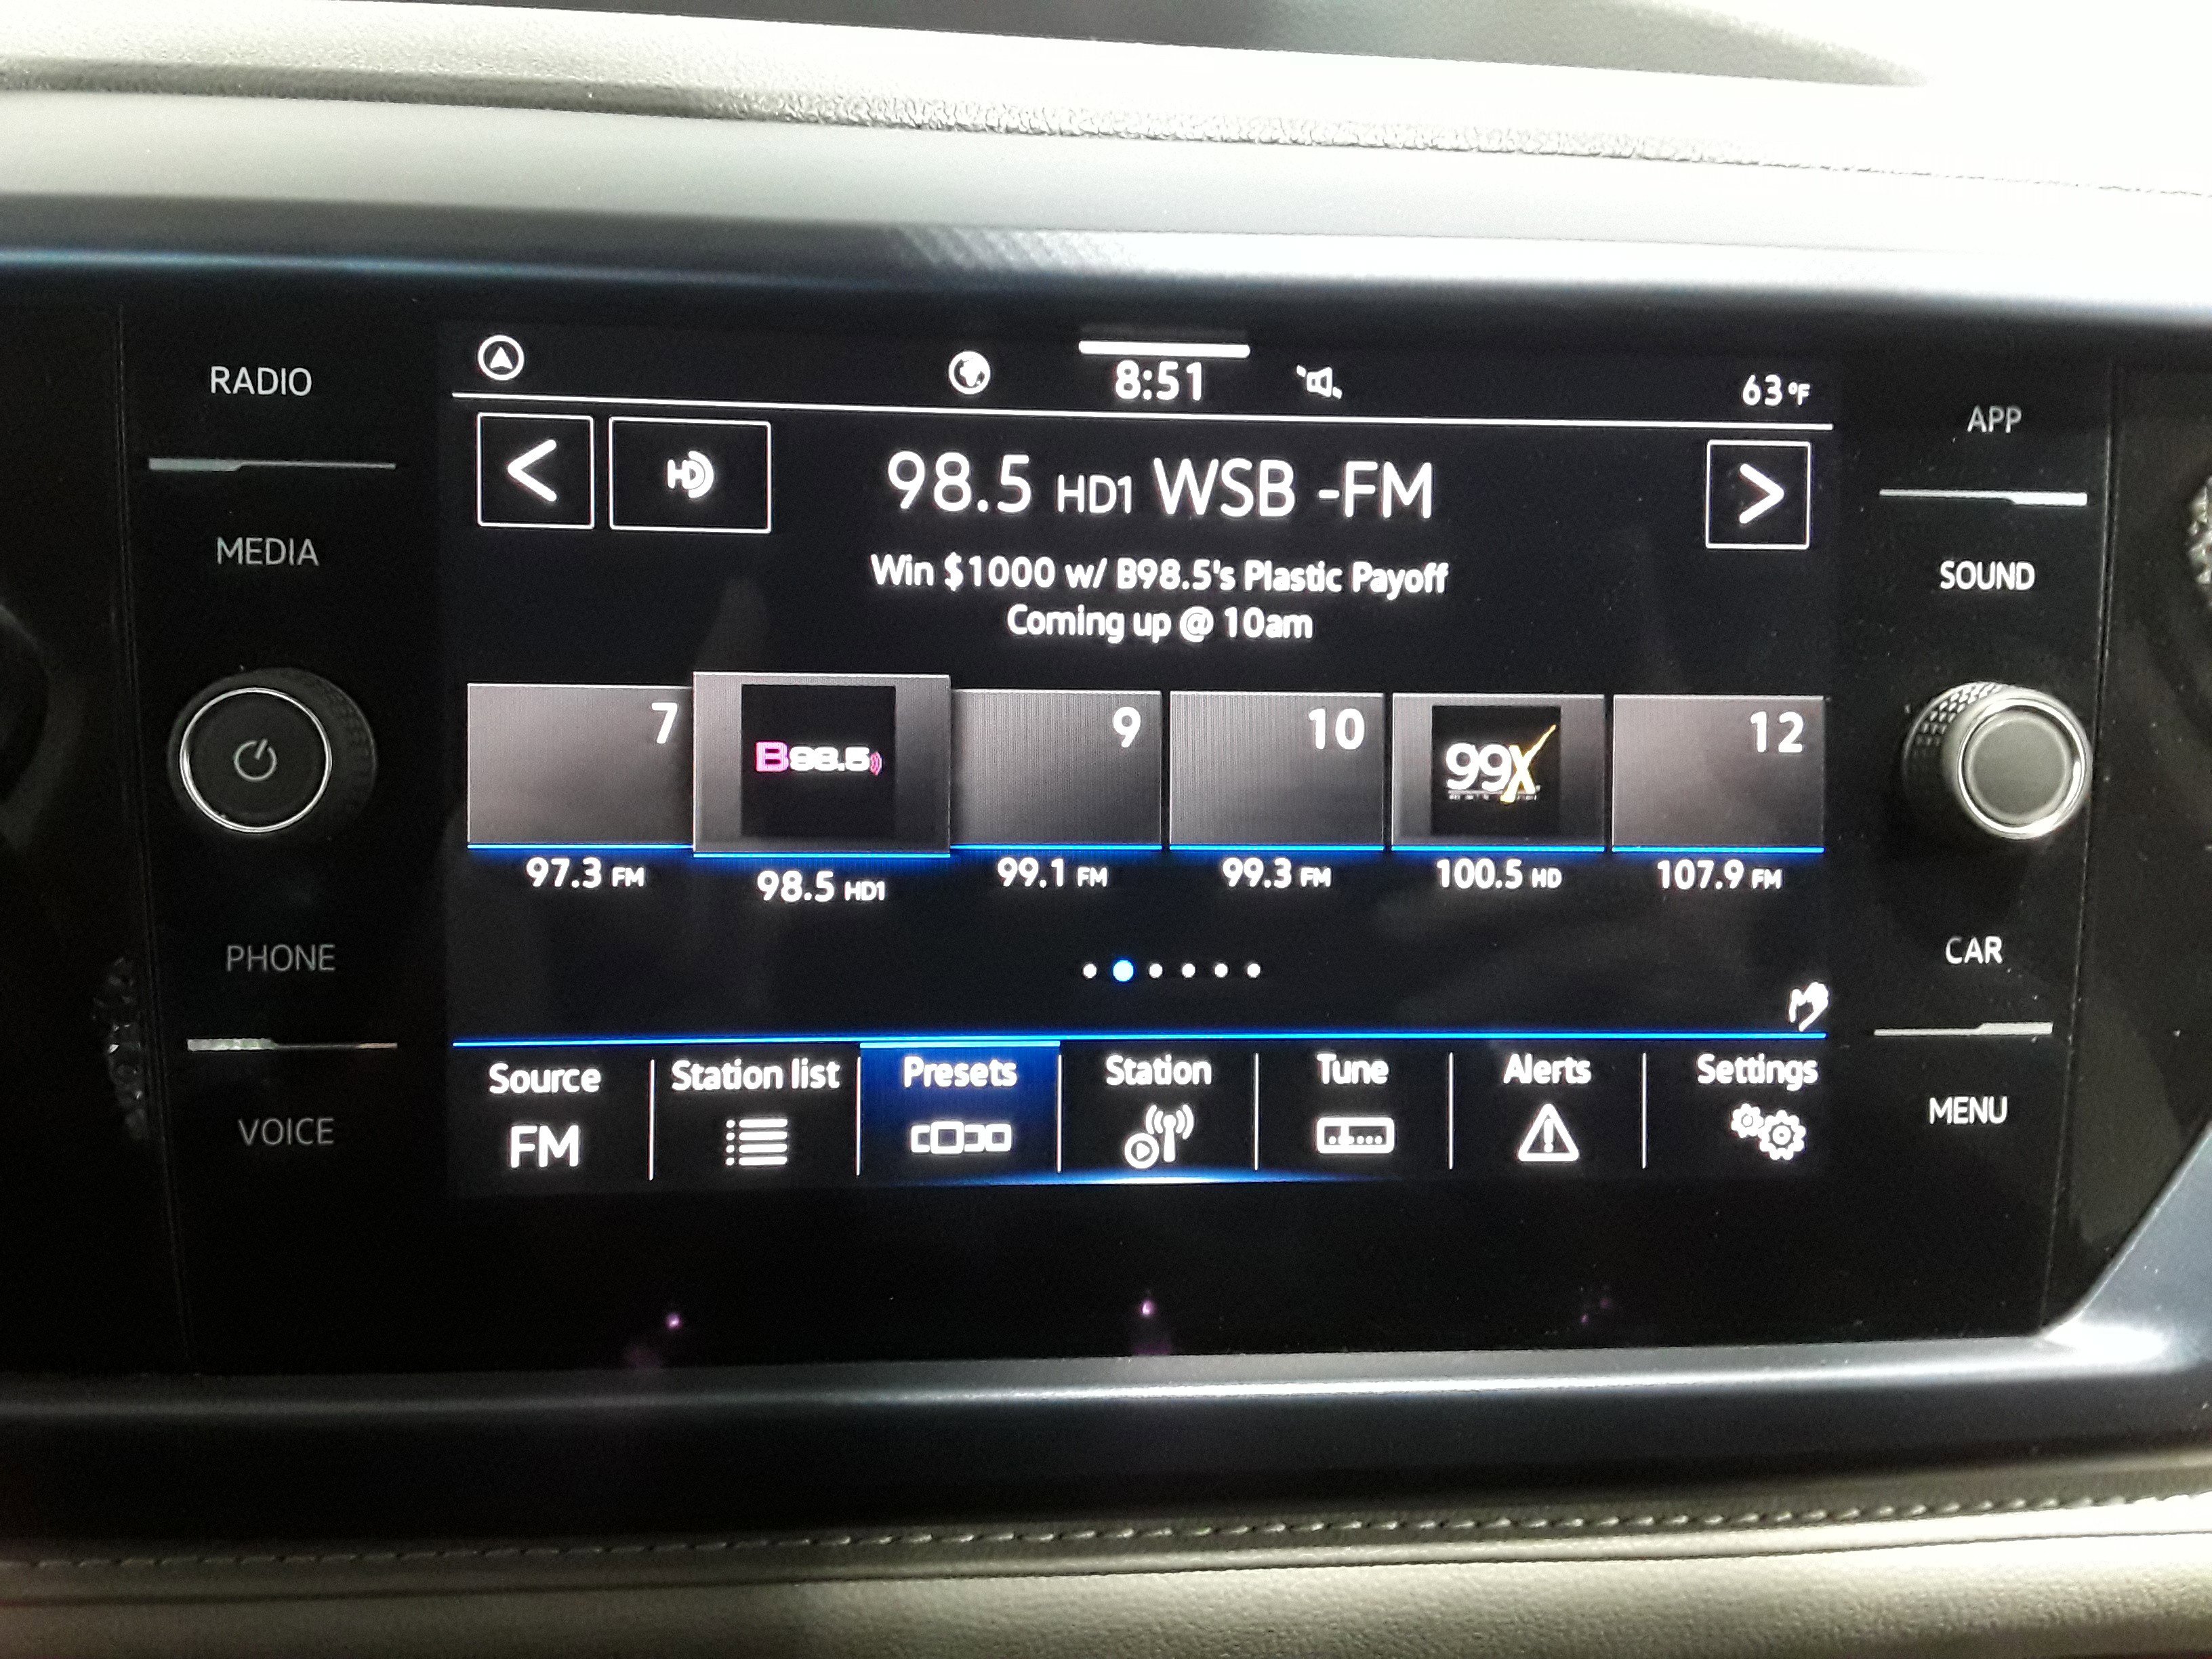 RADIO
MEDIA
PHONE
VOICE
8:51
63°F
HD
98.5 HD1 WSB -FM
Win $1000 w/ B98.5's Plastic Payoff
Coming up @ 10am
7
B98.5
9
10
99X
12
97.3 FM
98.5 HD1
99.1 FM
99.3 FM
100.5 HD
107.9 FM
Source
FM
Station list
Presets
Station
Tune
Alerts
Settings
APP
SOUND
CAR
MENU